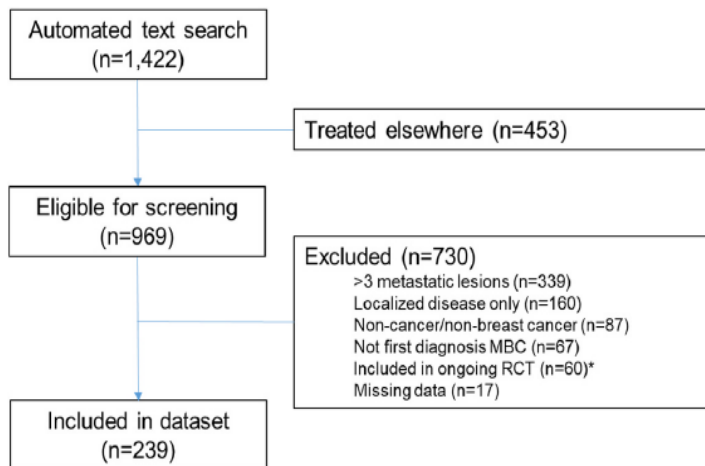 Automated text search
(n=1,422)
Treated elsewhere (n=453)
Eligible for screening
(n=969)
Excluded (n=730)
>3 metastatic lesions (n=339)
Localized disease only (n=160)
Non-cancer/non-breast cancer (n=87)
Not first diagnosis MBC (n=67)
Included in ongoing RCT (n=60)*
Missing data (n=17)
Included in dataset
(n=239)